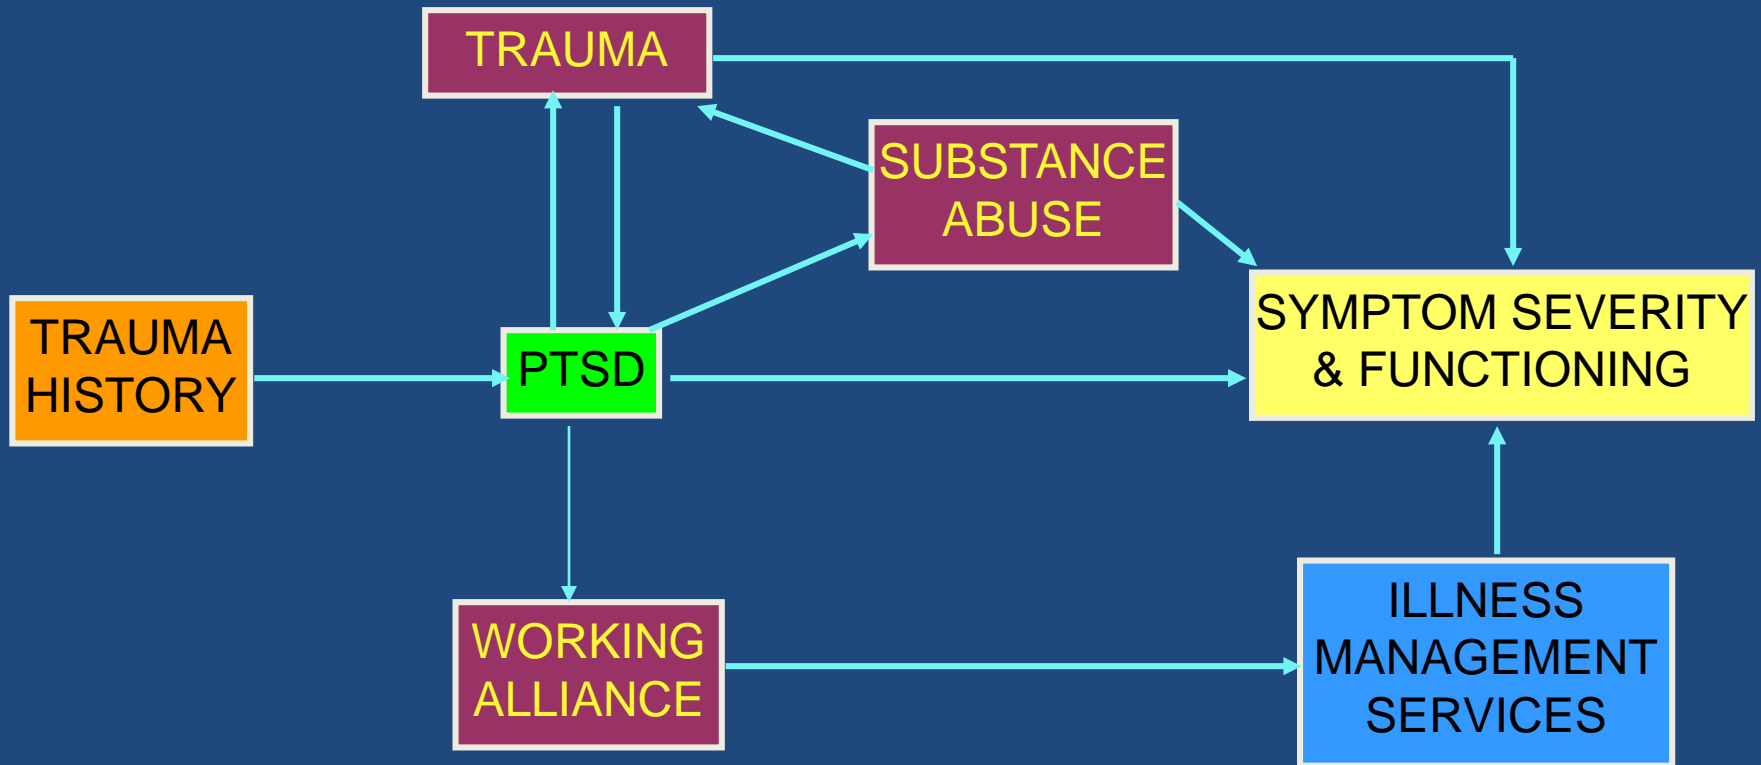 TRAUMA
SUBSTANCE
ABUSE
TRAUMA
HISTORY
PTSD
SYMPTOM SEVERITY
& FUNCTIONING
WORKING
ALLIANCE
ILLNESS
MANAGEMENT
SERVICES